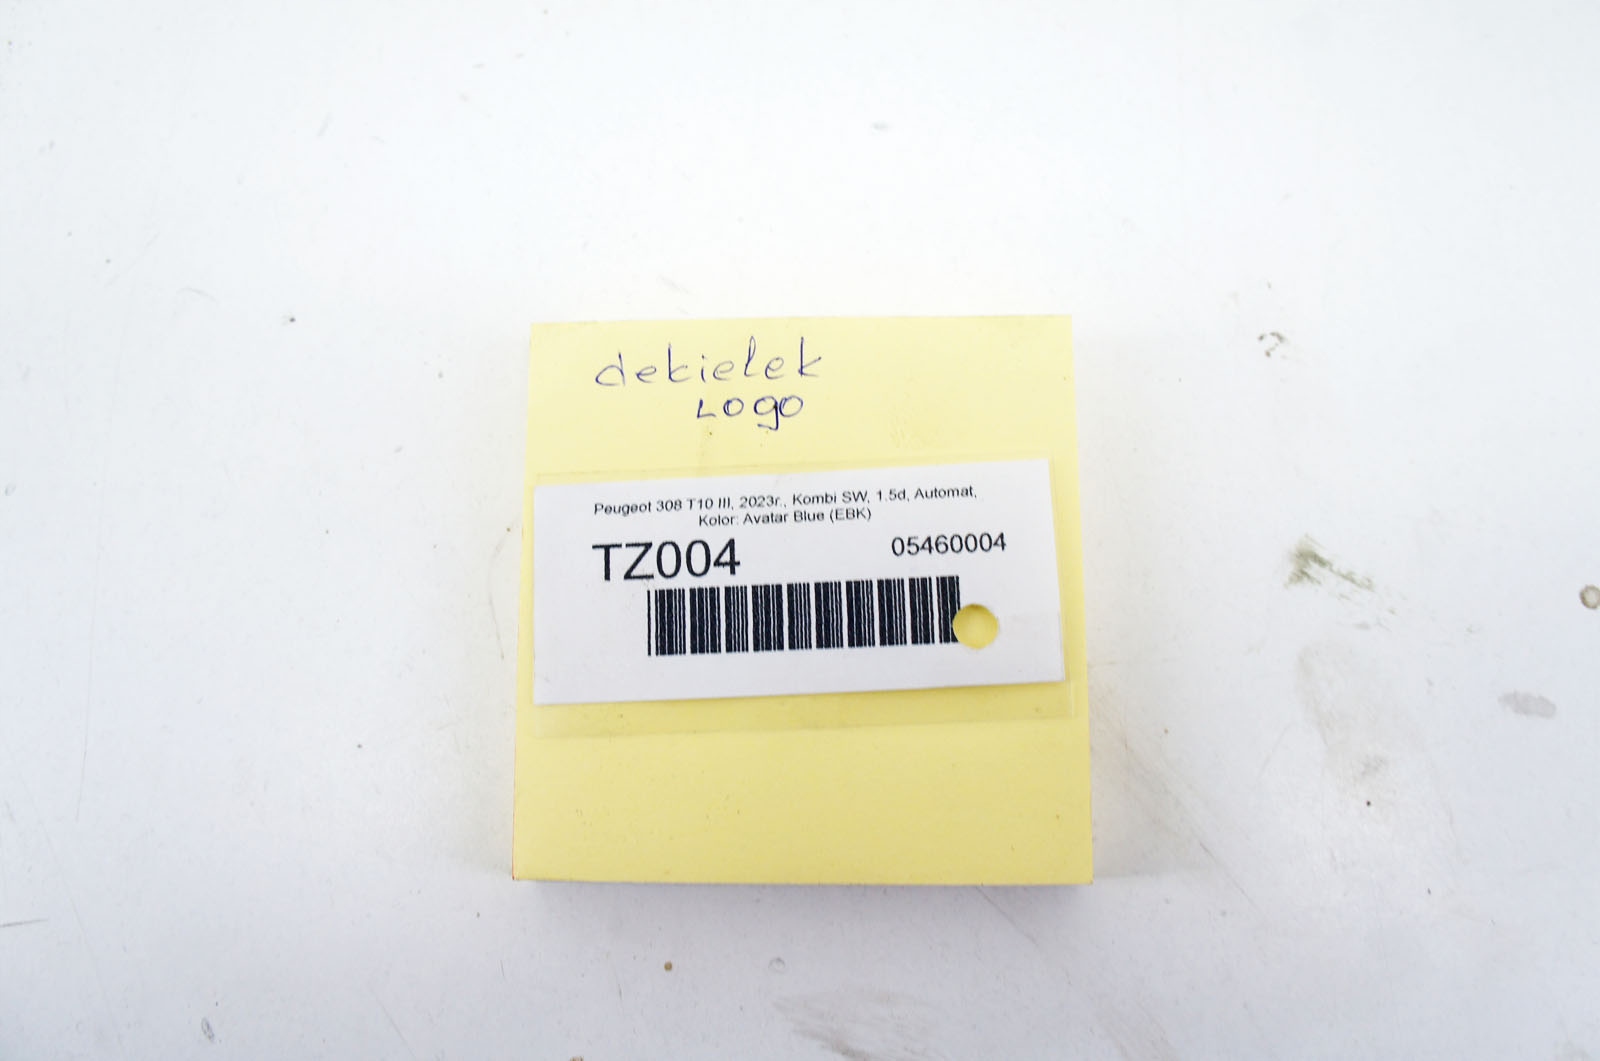 dekielek
LOGO
Peugeot 308 T10 III, 2023r., Kombi SW, 1.5d, Automat,
Kolor: Avatar Blue (EBK)
TZ004
05460004